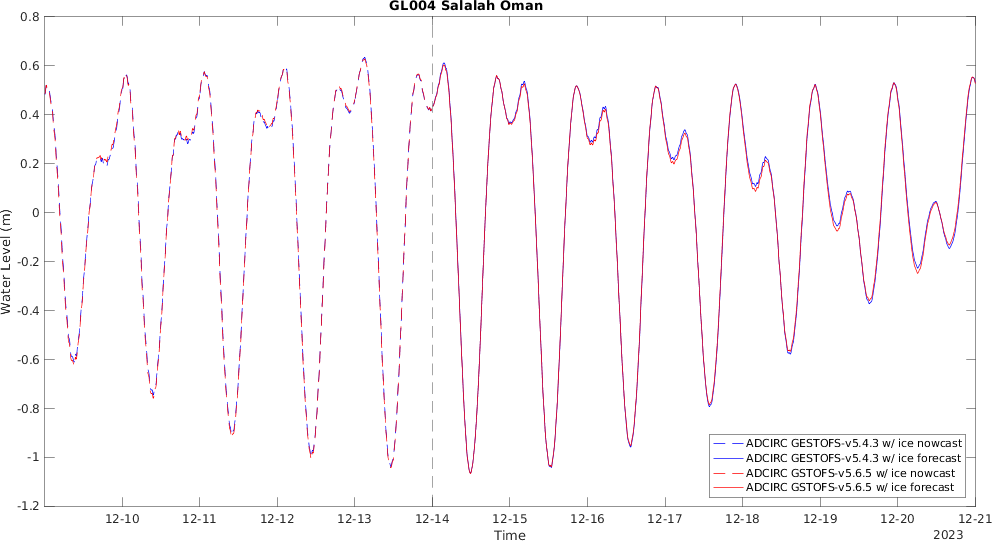 GL004 Salalah Oman
0.8
0.6
0.4
0.2
0
-0.2
-0.4
-0.6
-0.8
-1
-1.2
Water Level (m)
ADCIRC GESTOFS-v5.4.3 w/ ice nowcast
ADCIRC GESTOFS-v5.4.3 w/ ice forecast
ADCIRC GSTOFS-v5.6.5 w/ ice nowcast
ADCIRC GSTOFS-v5.6.5 w/ ice forecast
12-10 12-11 12-12 12-13 12-14 12-15 12-16 12-17 12-18 12-19 12-20 12-21
Time
2023